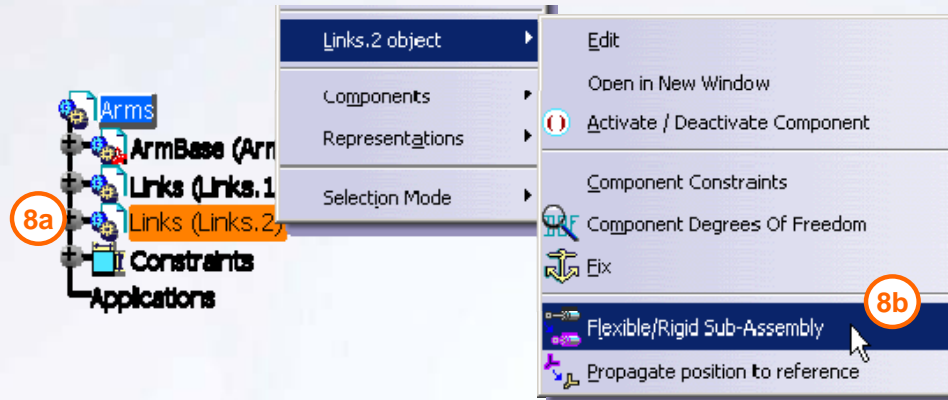 Arms
ArmBase (Arm
Links (Links.1
8a
Links (Links.2)
Constraints
Applications
Links.2 object
Components
Representations
Selection Mode
Edit
Open in New Window
Activate / Deactivate Component
Component Constraints
Component Degrees Of Freedom
Fix
8b
Flexible/Rigid Sub-Assembly
Propagate position to reference